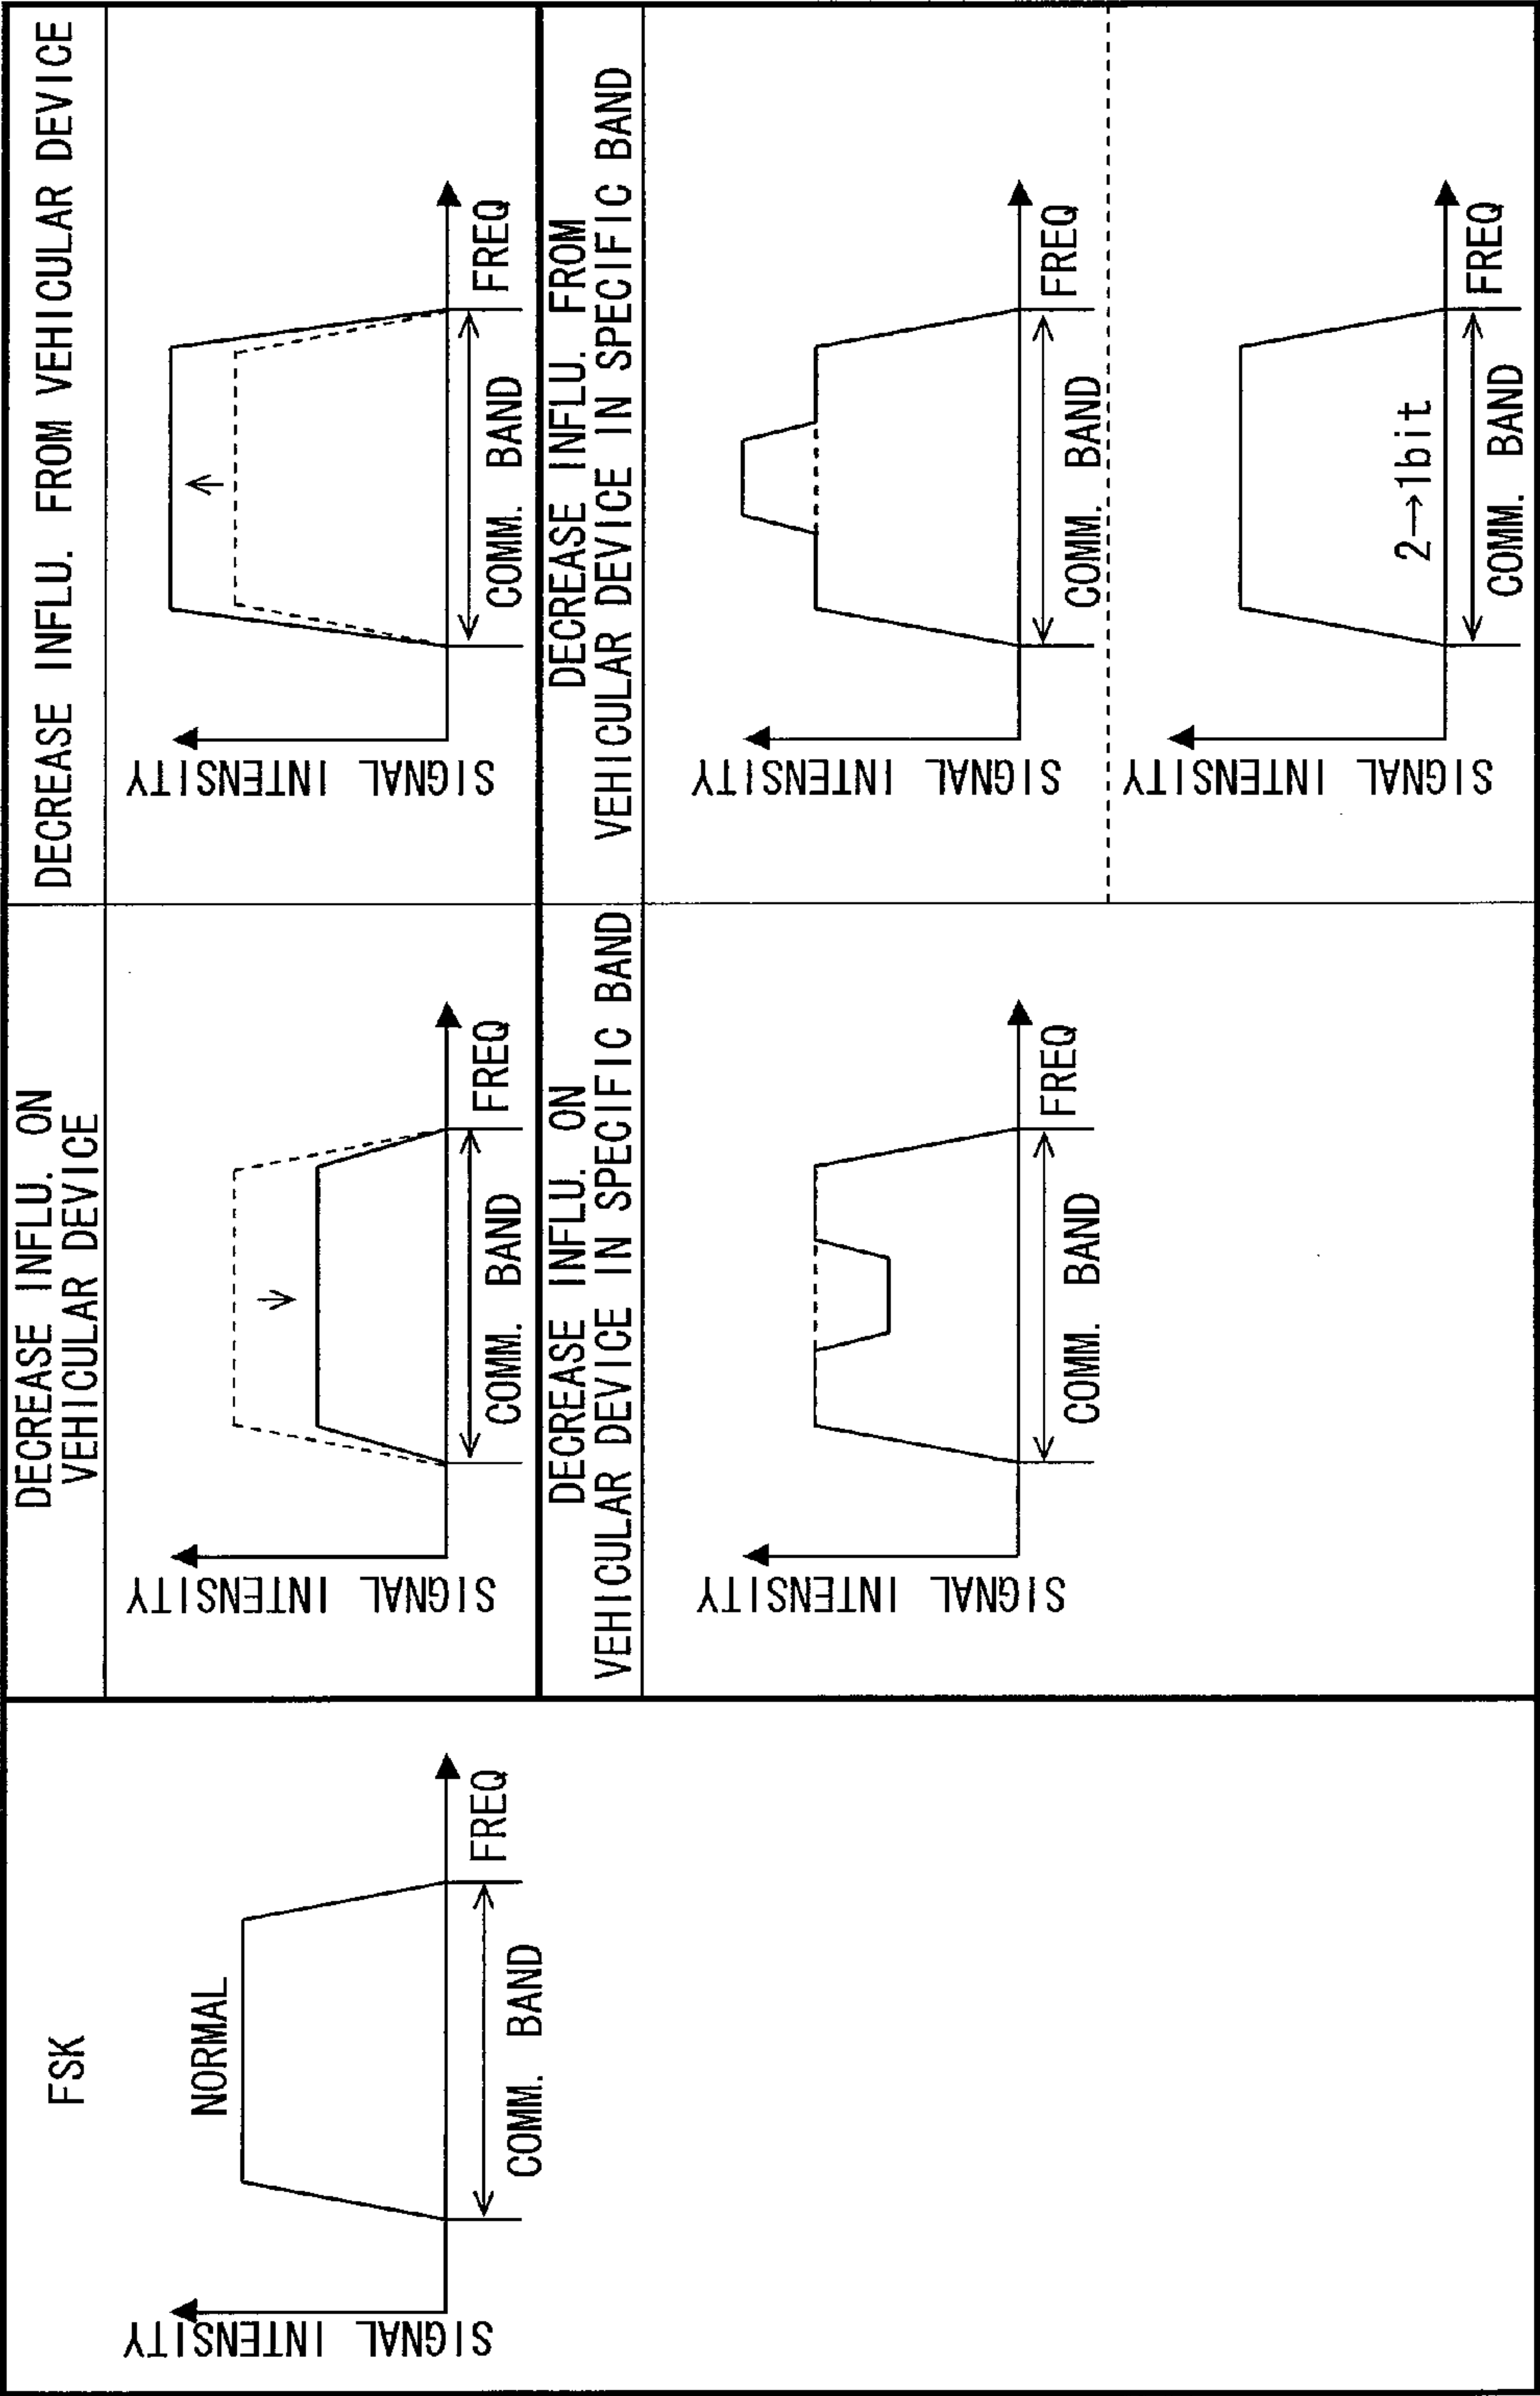 FSK
NORMAL
SIGNAL INTENSITY
FREQ
COMM. BAND
DECREASE INFLU. ON
VEHICULAR DEVICE
SIGNAL INTENSITY
FREQ
COMM. BAND
DECREASE INFLU. FROM VEHICULAR DEVICE
SIGNAL INTENSITY
FREQ
COMM. BAND
DECREASE INFLU. ON
VEHICULAR DEVICE IN SPECIFIC BAND
SIGNAL INTENSITY
FREQ
COMM. BAND
DECREASE INFLU. FROM
VEHICULAR DEVICE IN SPECIFIC BAND
SIGNAL INTENSITY
FREQ
COMM. BAND
SIGNAL INTENSITY
2→1bit
FREQ
COMM. BAND